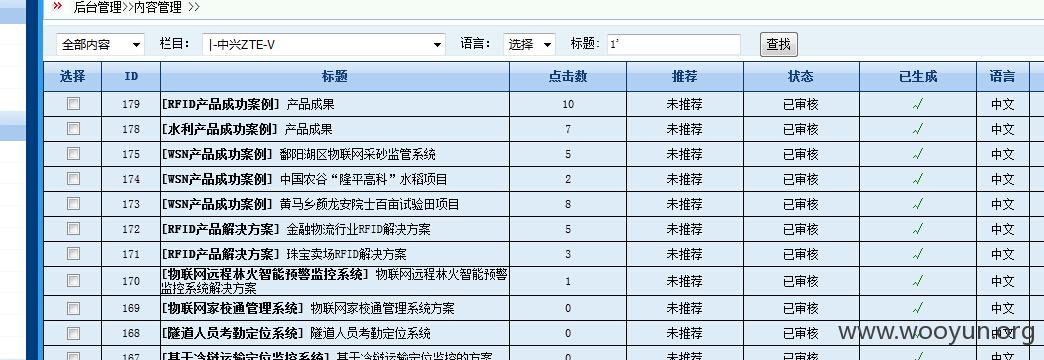 后台管理>>内容管理 >>
全部内容 栏目： |-中兴ZTE-V 语言： 选择 标题: 1' 查找
选择 ID 标题 点击数 推荐 状态 已生成 语言
179 [RFID产品成功案例] 产品成果 10 未推荐 已审核 √ 中文
178 [水利产品成功案例] 产品成果 7 未推荐 已审核 √ 中文
175 [WSN产品成功案例] 鄱阳湖区物联网采砂监管系统 5 未推荐 已审核 √ 中文
174 [WSN产品成功案例] 中国农谷“隆平高科”水稻项目 2 未推荐 已审核 √ 中文
173 [WSN产品成功案例] 黄马乡颜龙安院士百亩试验田项目 8 未推荐 已审核 √ 中文
172 [RFID产品解决方案] 金融物流行业RFID解决方案 5 未推荐 已审核 √ 中文
171 [RFID产品解决方案] 珠宝卖场RFID解决方案 3 未推荐 已审核 √ 中文
170 [物联网远程林火智能预警监控系统] 物联网远程林火智能预警 1 未推荐 已审核 √ 中文
监控系统解决方案
169 [物联网家校通管理系统] 物联网家校通管理系统方案 0 未推荐 已审核 √ 中文
168 [隧道人员考勤定位系统] 隧道人员考勤定位系统 0 未推荐 已审核 √ 中文
www.wooyun.org
167 [基于冷链运输定位监控系统] 基于冷链运输定位监控的方案 0 未推荐 已审核 √ 中文